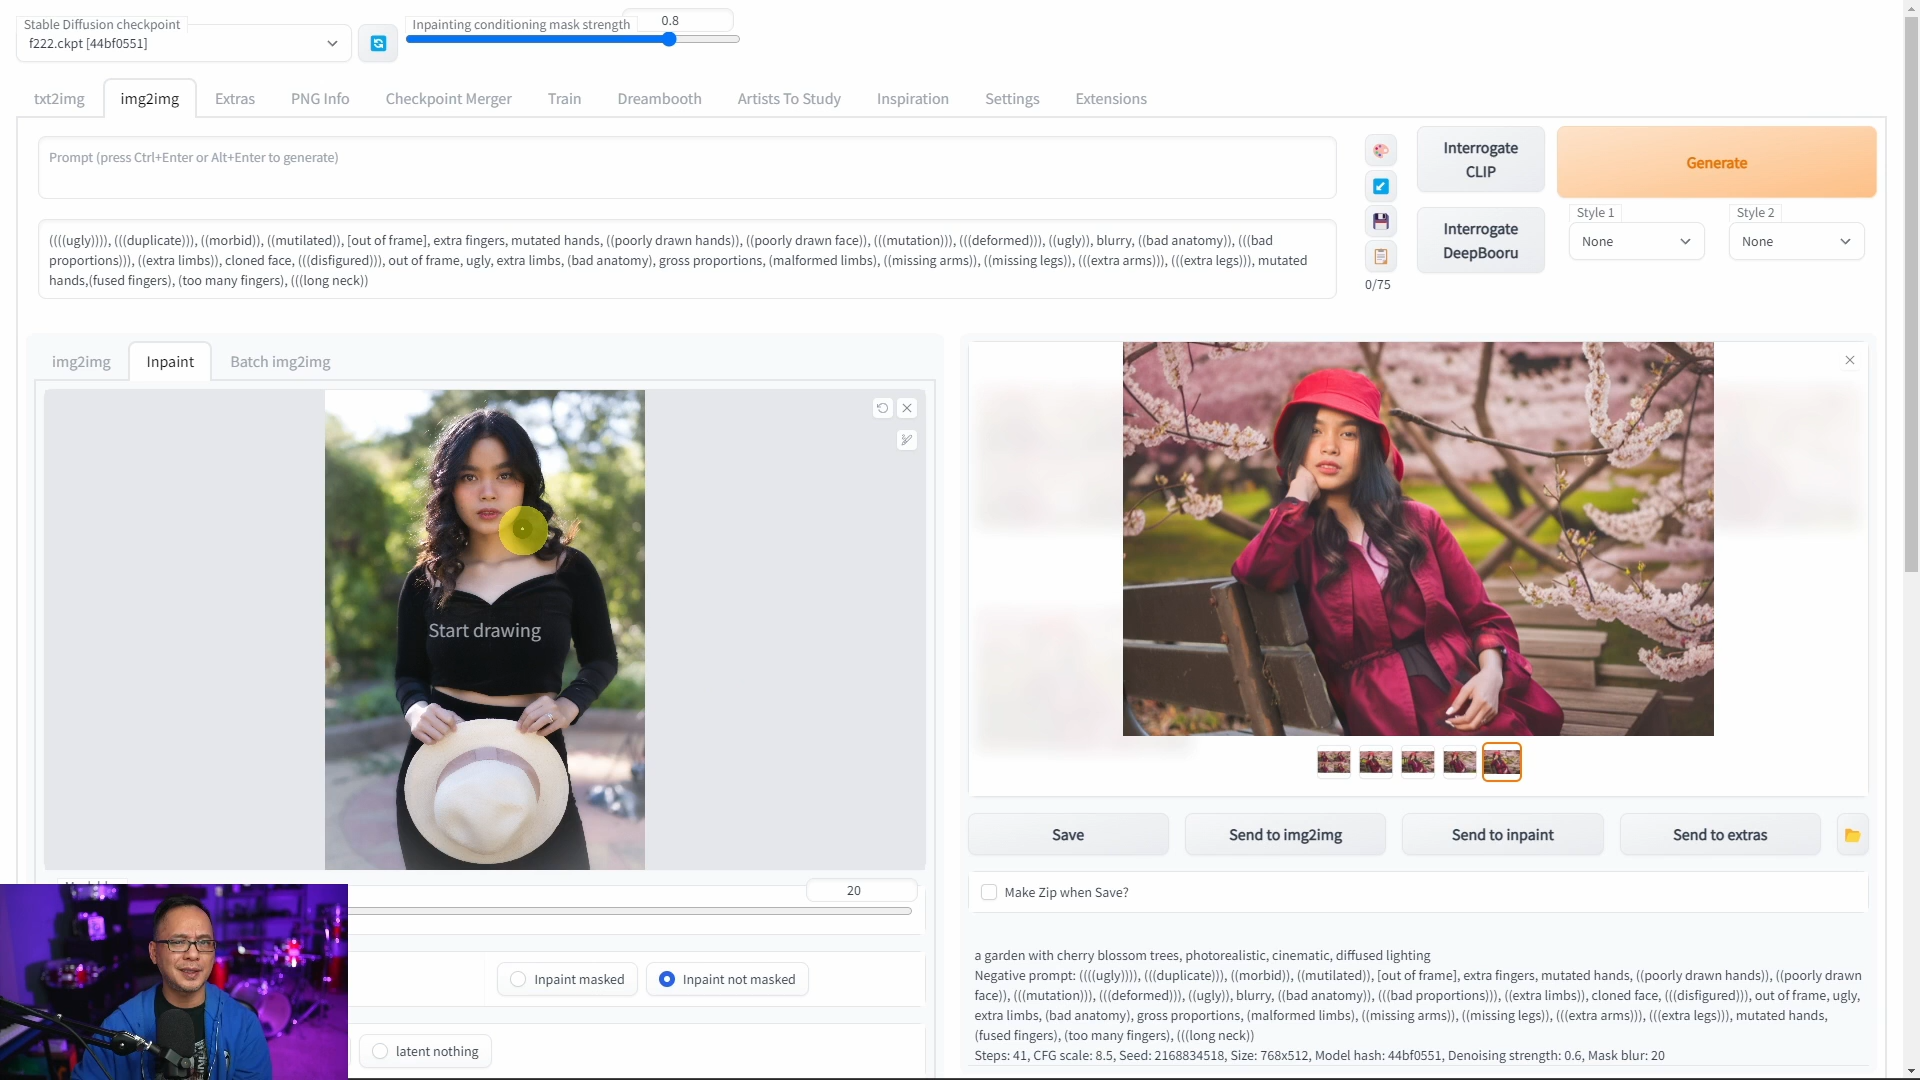 Stable Diffusion checkpoint
f222.ckpt [44bf0551]
Inpainting conditioning mask strength
0.8
txt2img
img2img
Extras
PNG Info
Checkpoint Merger
Train
Dreambooth
Artists To Study
Inspiration
Settings
Extensions
Prompt (press Ctrl+Enter or Alt+Enter to generate)
((((ugly)))), (((duplicate))), ((morbid)), ((mutilated)), [out of frame], extra fingers, mutated hands, ((poorly drawn hands)), ((poorly drawn face)), (((mutation))), (((deformed))), ((ugly)), blurry, ((bad anatomy)), (((bad
proportions))), ((extra limbs)), cloned face, (((disfigured))), out of frame, ugly, extra limbs, (bad anatomy), gross proportions, (malformed limbs), ((missing arms)), ((missing legs)), (((extra arms))), (((extra legs))), mutated
hands,(fused fingers), (too many fingers), (((long neck))
0/75
Interrogate
CLIP
Interrogate
DeepBooru
Generate
Style 1
None
Style 2
None
img2img
Inpaint
Batch img2img
Start drawing
20
Inpaint masked
Inpaint not masked
latent nothing
Save
Send to img2img
Send to inpaint
Send to extras
Make Zip when Save?
a garden with cherry blossom trees, photorealistic, cinematic, diffused lighting
Negative prompt: ((((ugly)))), (((duplicate))), ((morbid)), ((mutilated)), [out of frame], extra fingers, mutated hands, ((poorly drawn hands)), ((poorly drawn
face)), (((mutation))), (((deformed))), ((ugly)), blurry, ((bad anatomy)), (((bad proportions))), ((extra limbs)), cloned face, (((disfigured))), out of frame, ugly,
extra limbs, (bad anatomy), gross proportions, (malformed limbs), ((missing arms)), ((missing legs)), (((extra arms))), (((extra legs))), mutated hands,
(fused fingers), (too many fingers), (((long neck))
Steps: 41, CFG scale: 8.5, Seed: 2168834518, Size: 768x512, Model hash: 44bf0551, Denoising strength: 0.6, Mask blur: 20